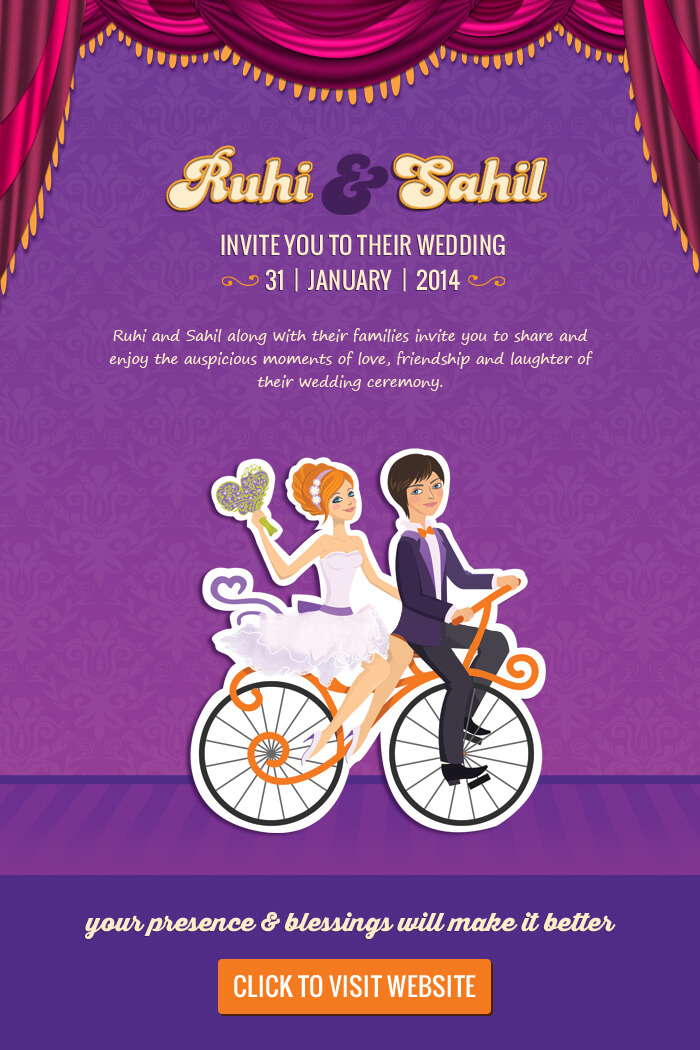 Ruhi & Sahil
INVITE YOU TO THEIR WEDDING
31 | JANUARY | 2014
Ruhi and Sahil along With their families invite you to share and
enjoy the auspicious moments of love, friendship and laughter of
their Wedding ceremony.
your presence & blessings will make it better
CLICK TO VISIT WEBSITE